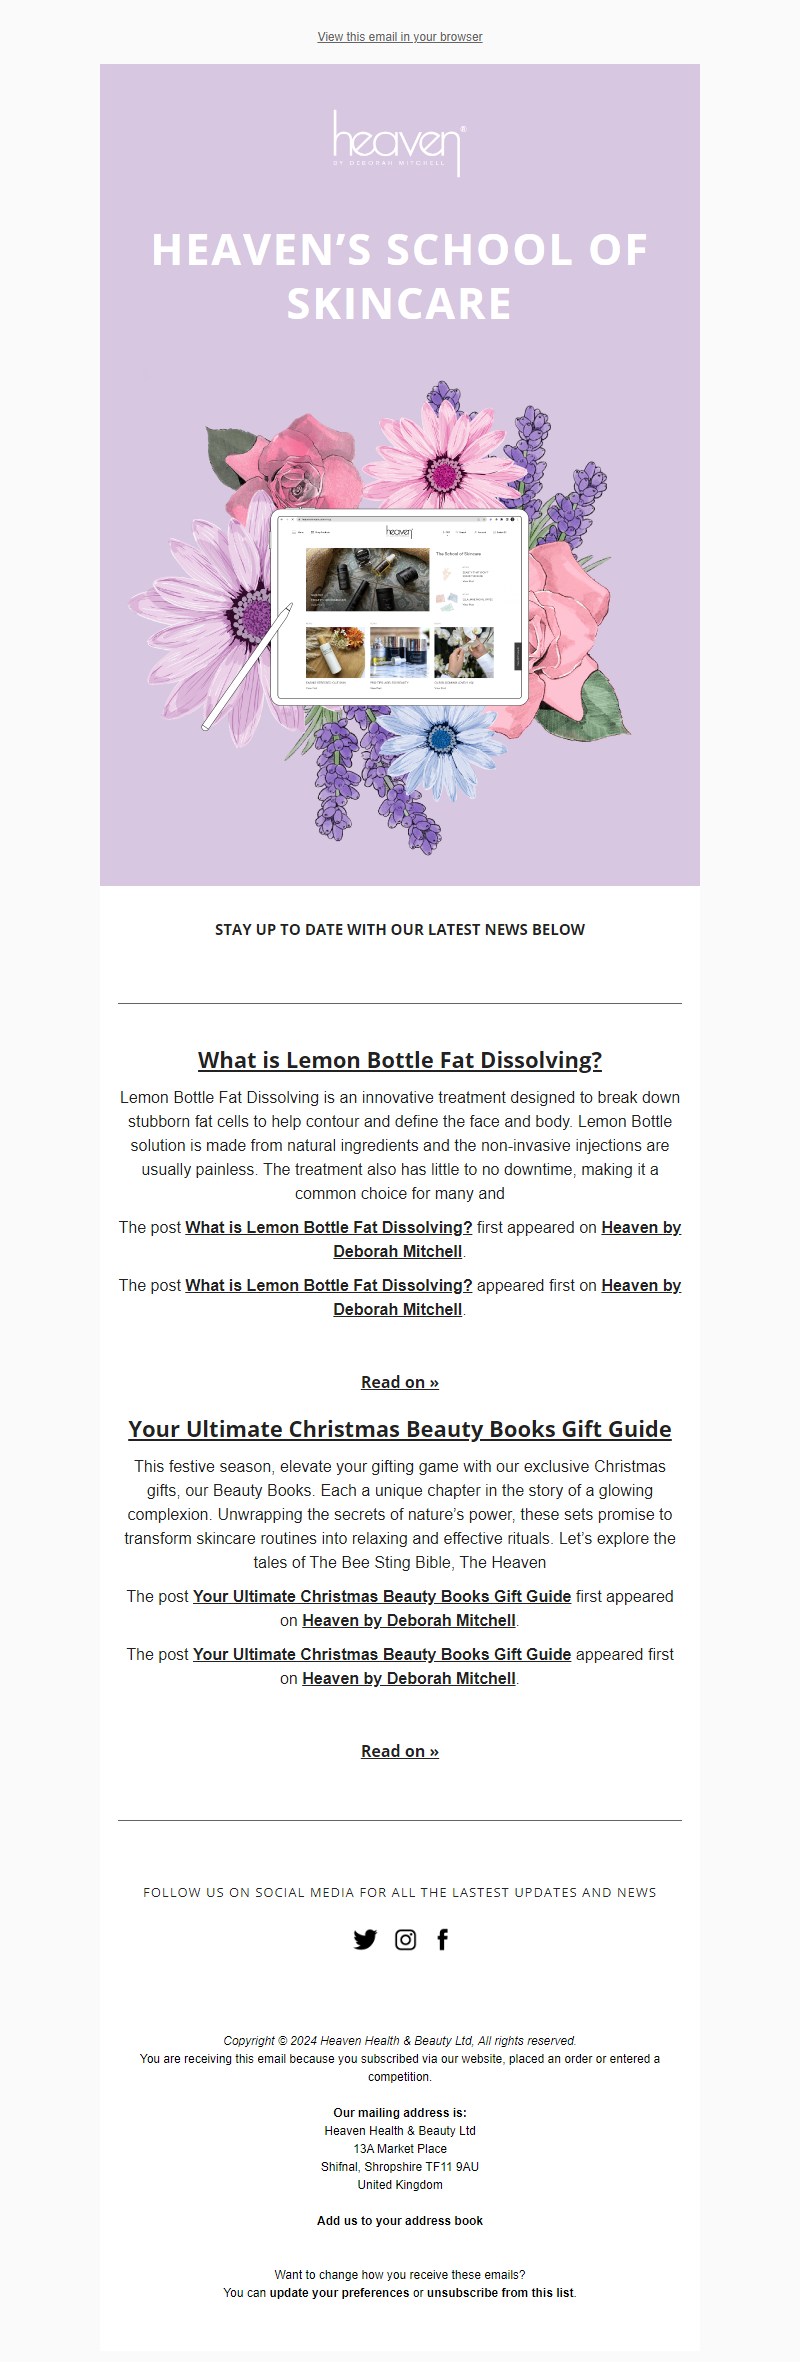 View this email in your browser
heaven®
BY DEBORAH MITCHELL
HEAVEN’S SCHOOL OF
SKINCARE
heaven
The School of Skincare
STAY UP TO DATE WITH OUR LATEST NEWS BELOW
What is Lemon Bottle Fat Dissolving?
Lemon Bottle Fat Dissolving is an innovative treatment designed to break down
stubborn fat cells to help contour and define the face and body. Lemon Bottle
solution is made from natural ingredients and the non-invasive injections are
usually painless. The treatment also has little to no downtime, making it a
common choice for many and
The post What is Lemon Bottle Fat Dissolving? first appeared on Heaven by
Deborah Mitchell.
The post What is Lemon Bottle Fat Dissolving? appeared first on Heaven by
Deborah Mitchell.
Read on »
Your Ultimate Christmas Beauty Books Gift Guide
This festive season, elevate your gifting game with our exclusive Christmas
gifts, our Beauty Books. Each a unique chapter in the story of a glowing
complexion. Unwrapping the secrets of nature’s power, these sets promise to
transform skincare routines into relaxing and effective rituals. Let’s explore the
tales of The Bee Sting Bible, The Heaven
The post Your Ultimate Christmas Beauty Books Gift Guide first appeared
on Heaven by Deborah Mitchell.
The post Your Ultimate Christmas Beauty Books Gift Guide appeared first
on Heaven by Deborah Mitchell.
Read on »
FOLLOW US ON SOCIAL MEDIA FOR ALL THE LASTEST UPDATES AND NEWS
Copyright © 2024 Heaven Health & Beauty Ltd, All rights reserved.
You are receiving this email because you subscribed via our website, placed an order or entered a
competition.
Our mailing address is:
Heaven Health & Beauty Ltd
13A Market Place
Shifnal, Shropshire TF11 9AU
United Kingdom
Add us to your address book
Want to change how you receive these emails?
You can update your preferences or unsubscribe from this list.